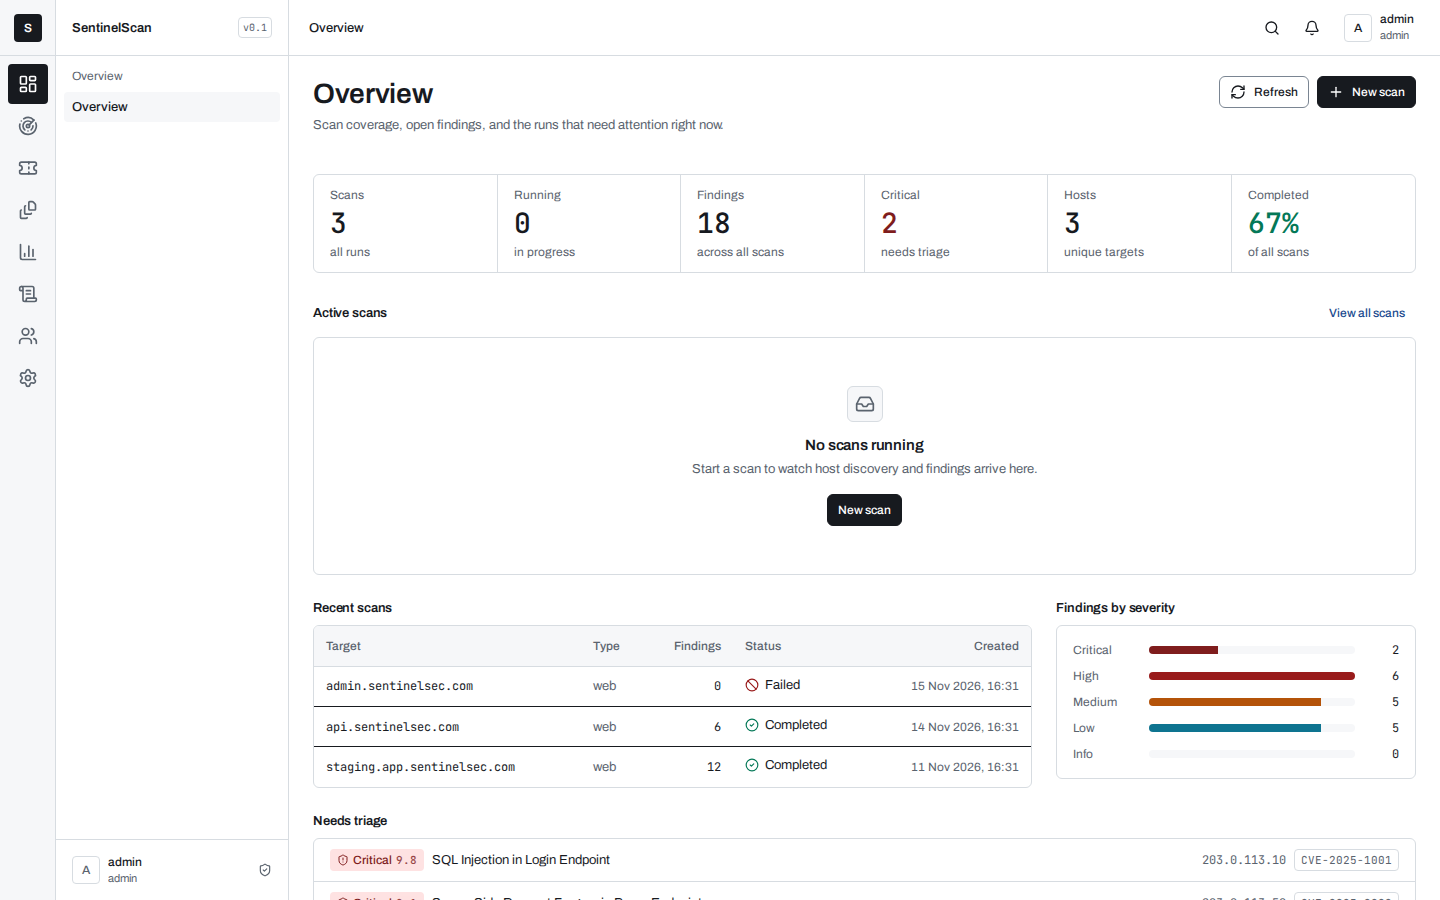 S
SentinelScan
v0.1
Overview
A
admin
admin
Overview
Overview
Overview
Refresh
New scan
Scan coverage, open findings, and the runs that need attention right now.
Scans
Running
Findings
Critical
Hosts
Completed
3
0
18
2
3
67%
all runs
in progress
across all scans
needs triage
unique targets
of all scans
Active scans
View all scans
No scans running
Start a scan to watch host discovery and findings arrive here.
New scan
Recent scans
Target Type Findings Status Created
admin.sentinelsec.com web 0 Failed 15 Nov 2026, 16:31
api.sentinelsec.com web 6 Completed 14 Nov 2026, 16:31
staging.app.sentinelsec.com web 12 Completed 11 Nov 2026, 16:31
Findings by severity
Critical 2
High 6
Medium 5
Low 5
Info 0
Needs triage
Critical 9.8 SQL Injection in Login Endpoint 203.0.113.10 CVE-2025-1001
A
admin
admin